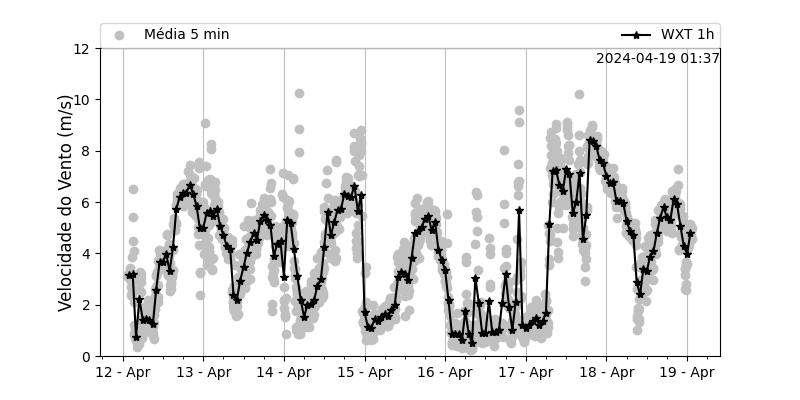 Média 5 min
WXT 1h
2024-04-19 01:37
Velocidade do Vento (m/s)
12
10
8
6
4
2
0
12 - Apr 13 - Apr 14 - Apr 15 - Apr 16 - Apr 17 - Apr 18 - Apr 19 - Apr